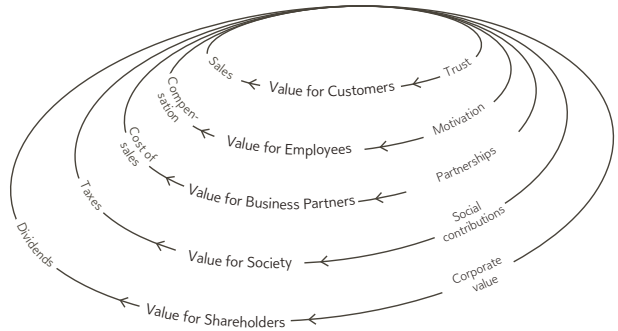 Sales
Value for Customers
Trust
Compen-
sation
Value for Employees
Motivation
Cost of
sales
Value for Business Partners
Partnerships
Taxes
Value for Society
Social
contributions
Dividends
Value for Shareholders
Corporate
value